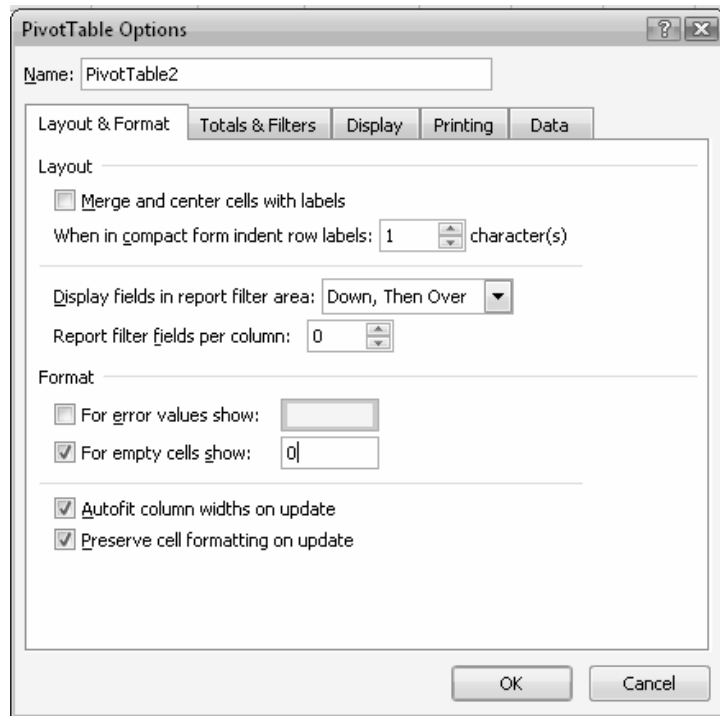 PivotTable Options
Name: PivotTable2
Layout & Format Totals & Filters Display Printing Data
Layout
Merge and center cells with labels
When in compact form indent row labels: 1 character(s)
Display fields in report filter area: Down, Then Over
Report filter fields per column: 0
Format
For error values show:
For empty cells show: 0
Autofit column widths on update
Preserve cell formatting on update
OK Cancel